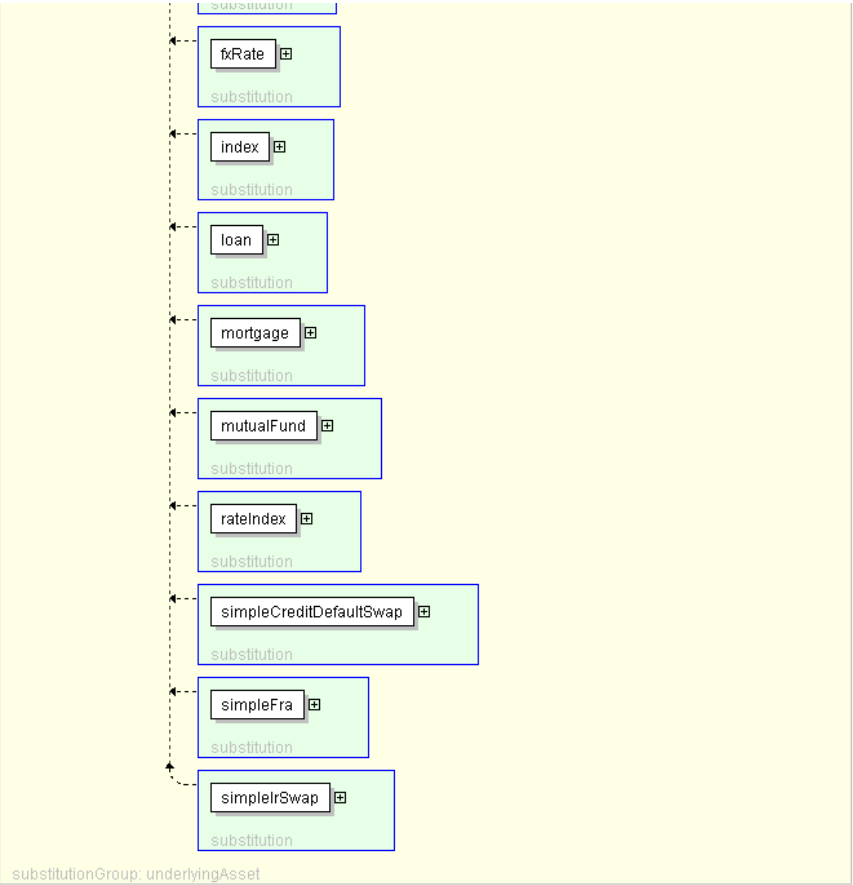 substitution
fxRate
substitution
index
substitution
loan
substitution
mortgage
substitution
mutualFund
substitution
rateIndex
substitution
simpleCreditDefaultSwap
substitution
simpleFra
substitution
simpleIrSwap
substitution
substitutionGroup: underlyingAsset